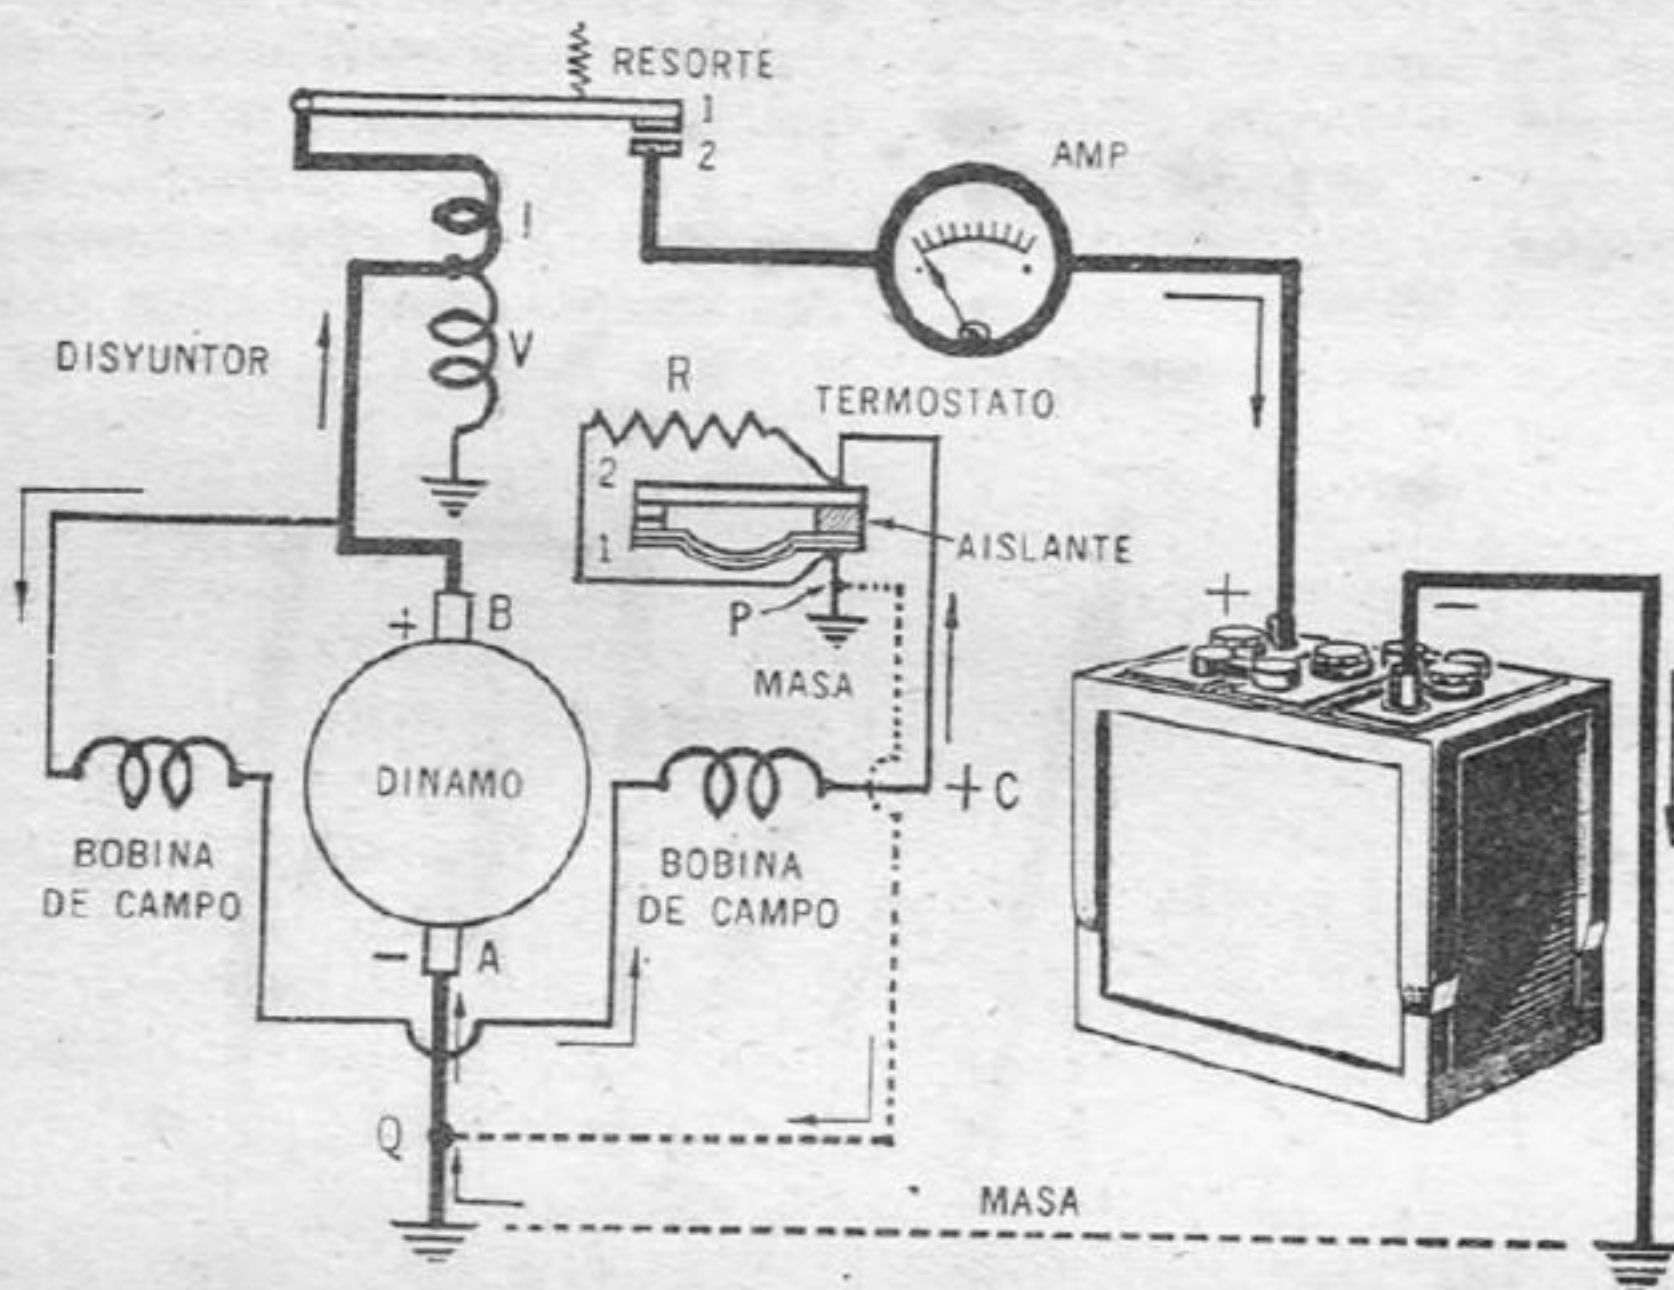 RESORTE
1
2
AMP
I
V
DISYUNTOR
R
TERMOSTATO
2
1
AISLANTE
+
B
P
+
-
MASA
DINAMO
+ C
BOBINA
DE CAMPO
BOBINA
DE CAMPO
-
A
Q
MASA